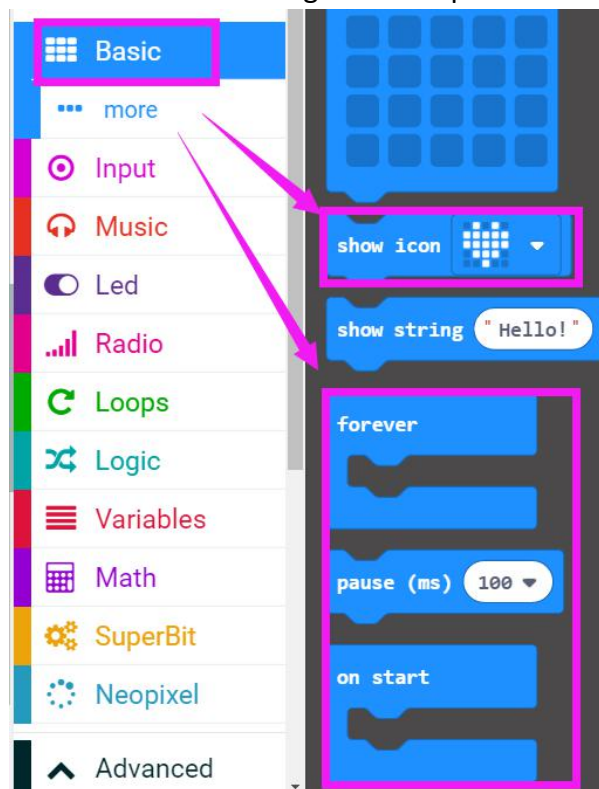 Basic
more
Input
Music
Led
Radio
Loops
Logic
Variables
Math
SuperBit
Neopixel
Advanced
show icon
show string "Hello!"
forever
pause (ms) 100
on start